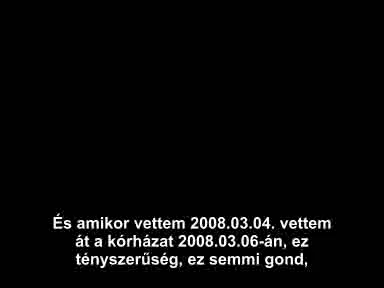 És amikor vettem 2008.03.04. vettem
át a kórházat 2008.03.06-án, ez
tényszerűség, ez semmi gond,